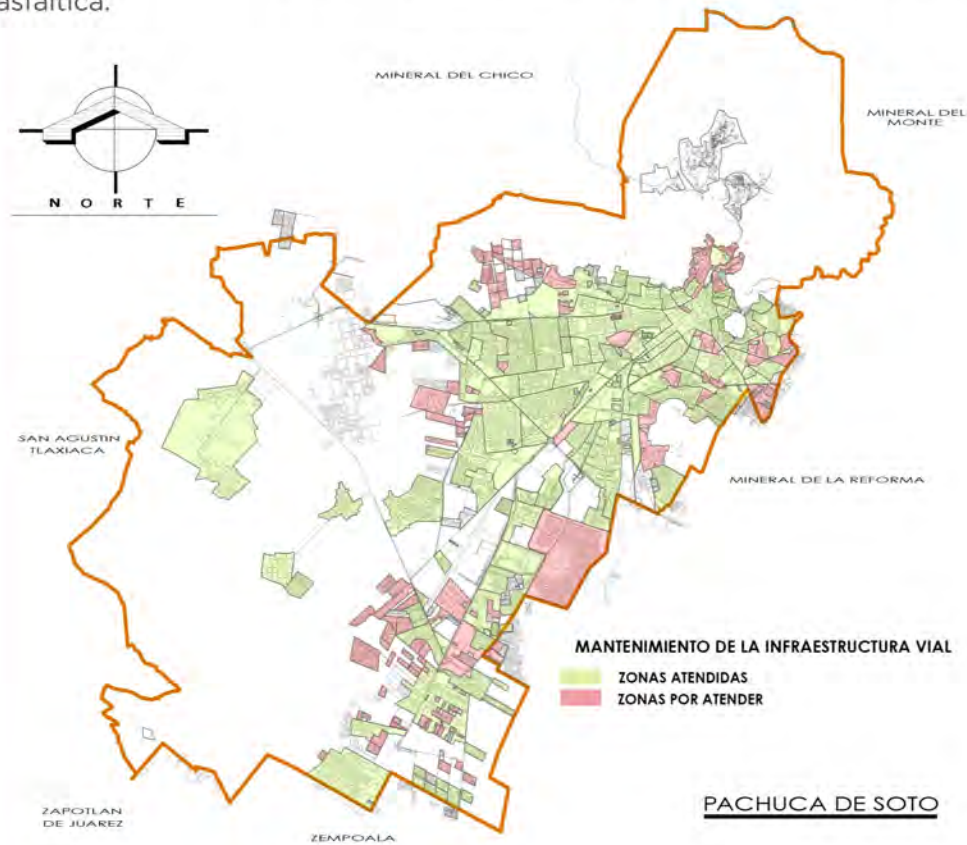 asfáltica.
MINERAL DEL CHICO
MINERAL DEL
MONTE
NORTE
SAN AGUSTIN
TLAXIACA
MINERAL DE LA REFORMA
MANTENIMIENTO DE LA INFRAESTRUCTURA VIAL
ZONAS ATENDIDAS
ZONAS POR ATENDER
PACHUCA DE SOTO
ZAPOTLAN
DE JUAREZ
ZEMPOALA